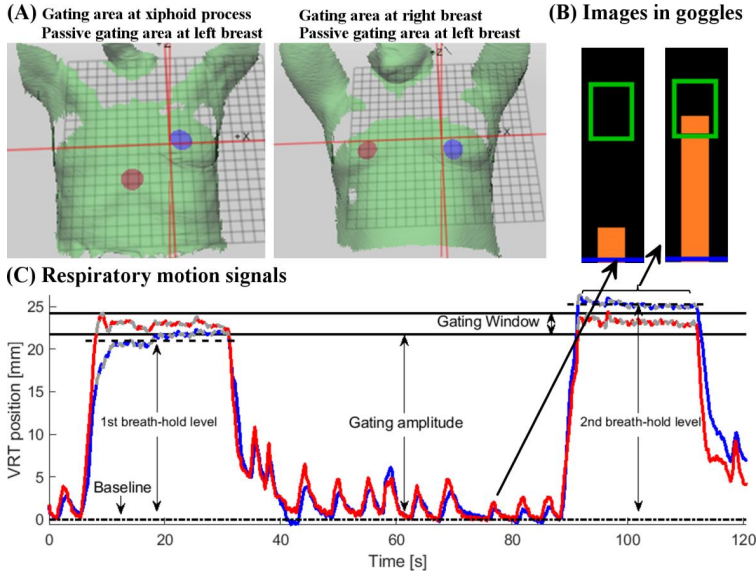 (A) Gating area at xiphoid process
Passive gating area at left breast
Gating area at right breast
Passive gating area at left breast
(B) Images in goggles
+Z
+X
+Z
+X
(C) Respiratory motion signals
VRT position [mm]
25
20
15
10
5
0
Gating Window
1st breath-hold level
Gating amplitude
2nd breath-hold level
Baseline
0
20
40
60
80
100
120
Time [s]